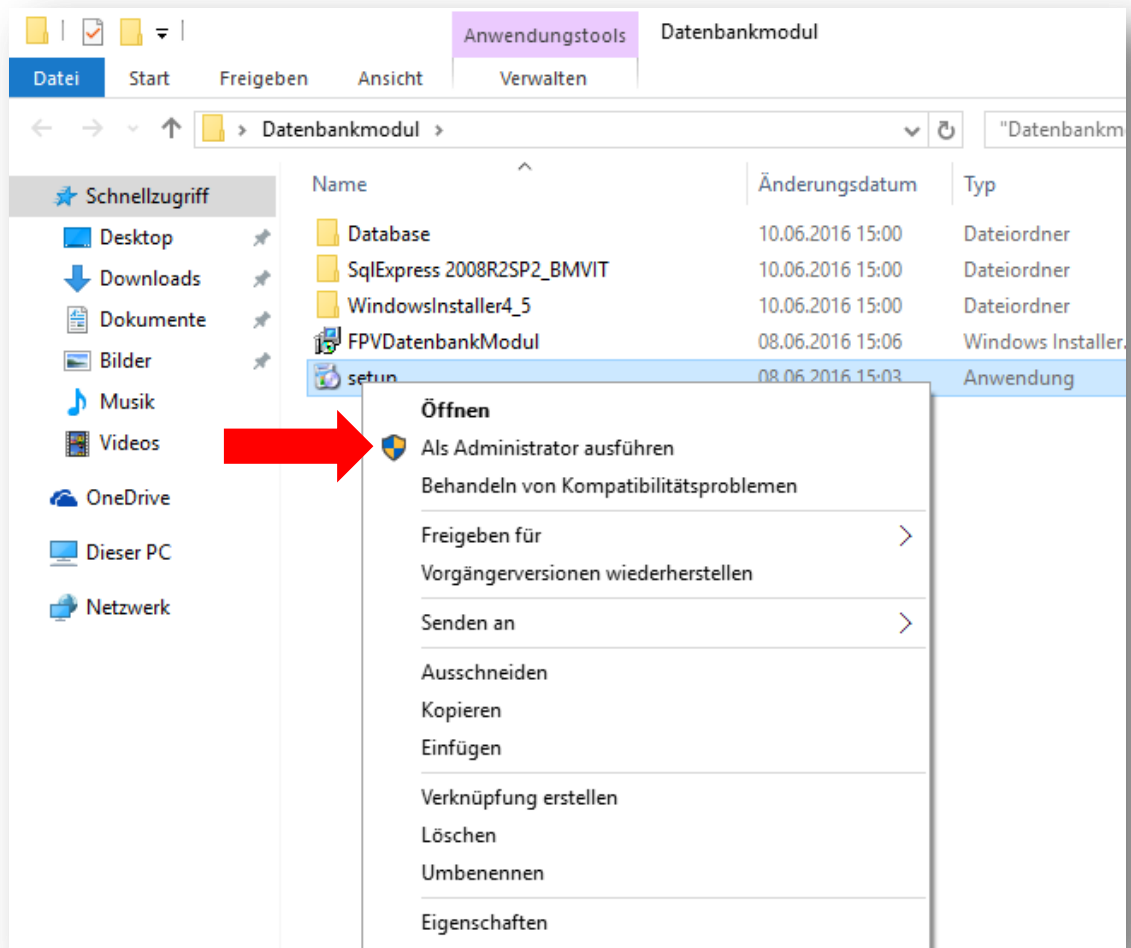 Anwendungstools Datenbankmodul
Datei Start Freigeben Ansicht Verwalten
Datenbankmodul "Datenbankm
Name Änderungsdatum Typ
Schnellzugriff
Desktop
Downloads
Dokumente
Bilder
Musik
Videos
OneDrive
Dieser PC
Netzwerk
Database 10.06.2016 15:00 Dateiordner
SqlExpress 2008R2SP2_BMVIT 10.06.2016 15:00 Dateiordner
WindowsInstaller4_5 10.06.2016 15:00 Dateiordner
FPVDatenbankModul 08.06.2016 15:06 Windows Installer.
setup 08.06.2016 15:03 Anwendung
Öffnen
Als Administrator ausführen
Behandeln von Kompatibilitätsproblemen
Freigeben für
Vorgängerversionen wiederherstellen
Senden an
Ausschneiden
Kopieren
Einfügen
Verknüpfung erstellen
Löschen
Umbenennen
Eigenschaften